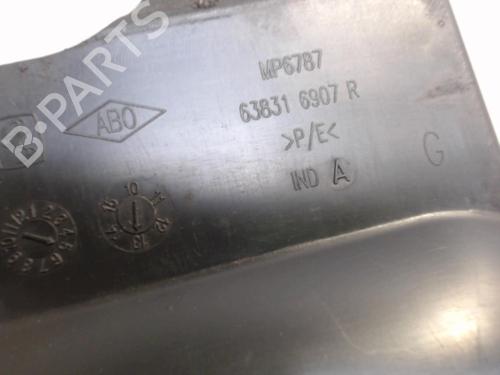 B-PARTS
MP6787
63831 6907 R
ABO
>P/E<
IND A
G